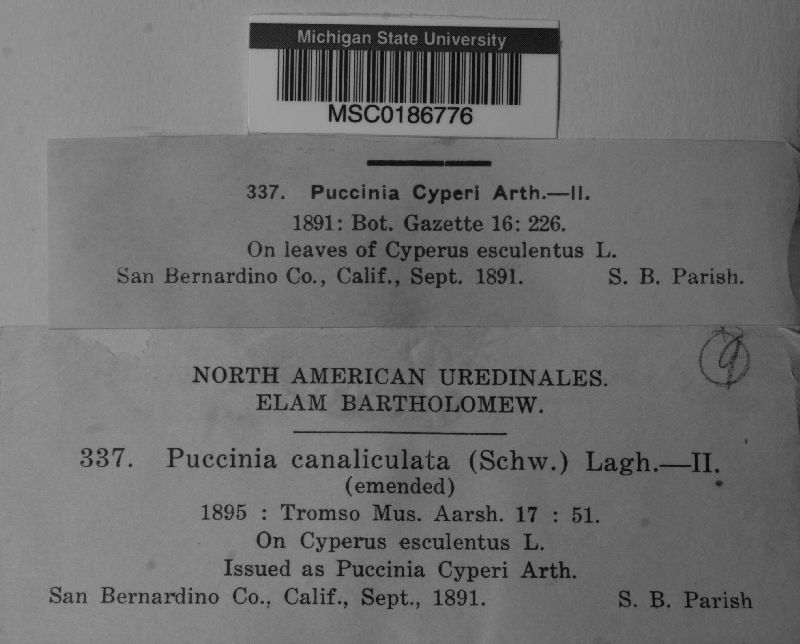 Michigan State University
MSC0186776
337. Puccinia Cyperi Arth.—II.
1891: Bot. Gazette 16: 226.
On leaves of Cyperus esculentus L.
San Bernardino Co., Calif., Sept. 1891. S. B. Parish.
9
NORTH AMERICAN UREDINALES.
ELAM BARTHOLOMEW.
337. Puccinia canaliculata (Schw.) Lagh.—II.
(emended)
1895 : Tromso Mus. Aarsh. 17 : 51.
On Cyperus esculentus L.
Issued as Puccinia Cyperi Arth.
San Bernardino Co., Calif., Sept., 1891. S. B. Parish